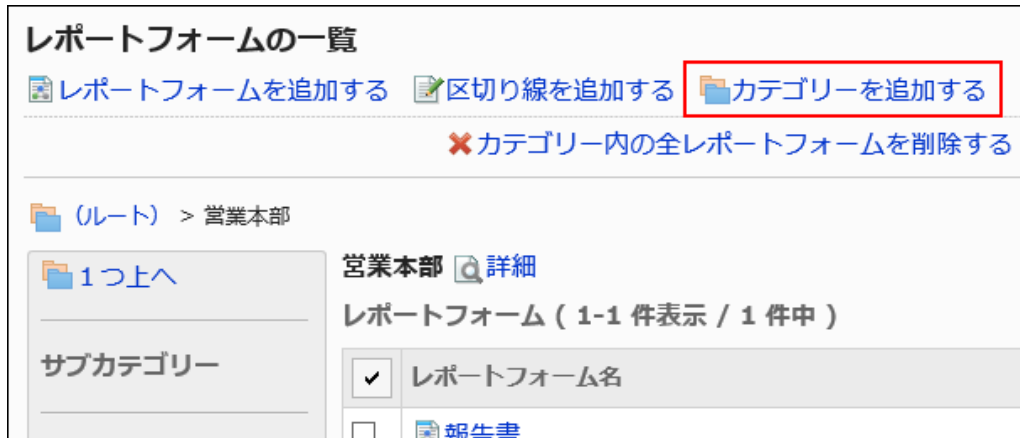 レポートフォームの一覧
レポートフォームを追加する 区切り線を追加する カテゴリーを追加する
カテゴリー内の全レポートフォームを削除する
（ルート） > 営業本部
1つ上へ
サブカテゴリー
営業本部 詳細
レポートフォーム ( 1-1 件表示 / 1 件中 )
レポートフォーム名
報告書